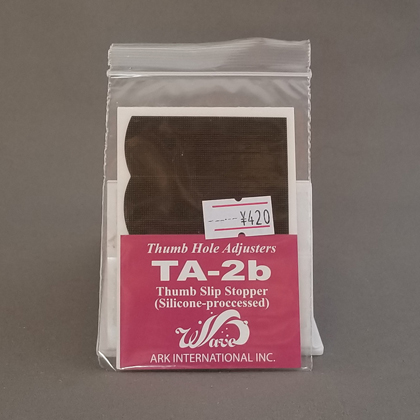 ¥420
Thumb Hole Adjusters
TA-2b
Thumb Slip Stopper
(Silicone-proccessed)
Wave
ARK INTERNATIONAL INC.